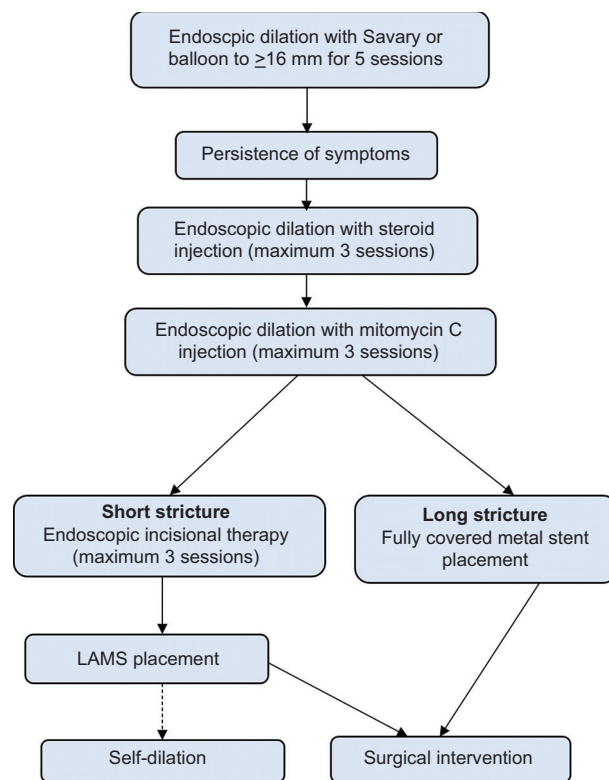 Endoscpic dilation with Savary or
balloon to ≥16 mm for 5 sessions
Persistence of symptoms
Endoscopic dilation with steroid
injection (maximum 3 sessions)
Endoscopic dilation with mitomycin C
injection (maximum 3 sessions)
Short stricture
Endoscopic incisional therapy
(maximum 3 sessions)
Long stricture
Fully covered metal stent
placement
LAMS placement
Self-dilation
Surgical intervention